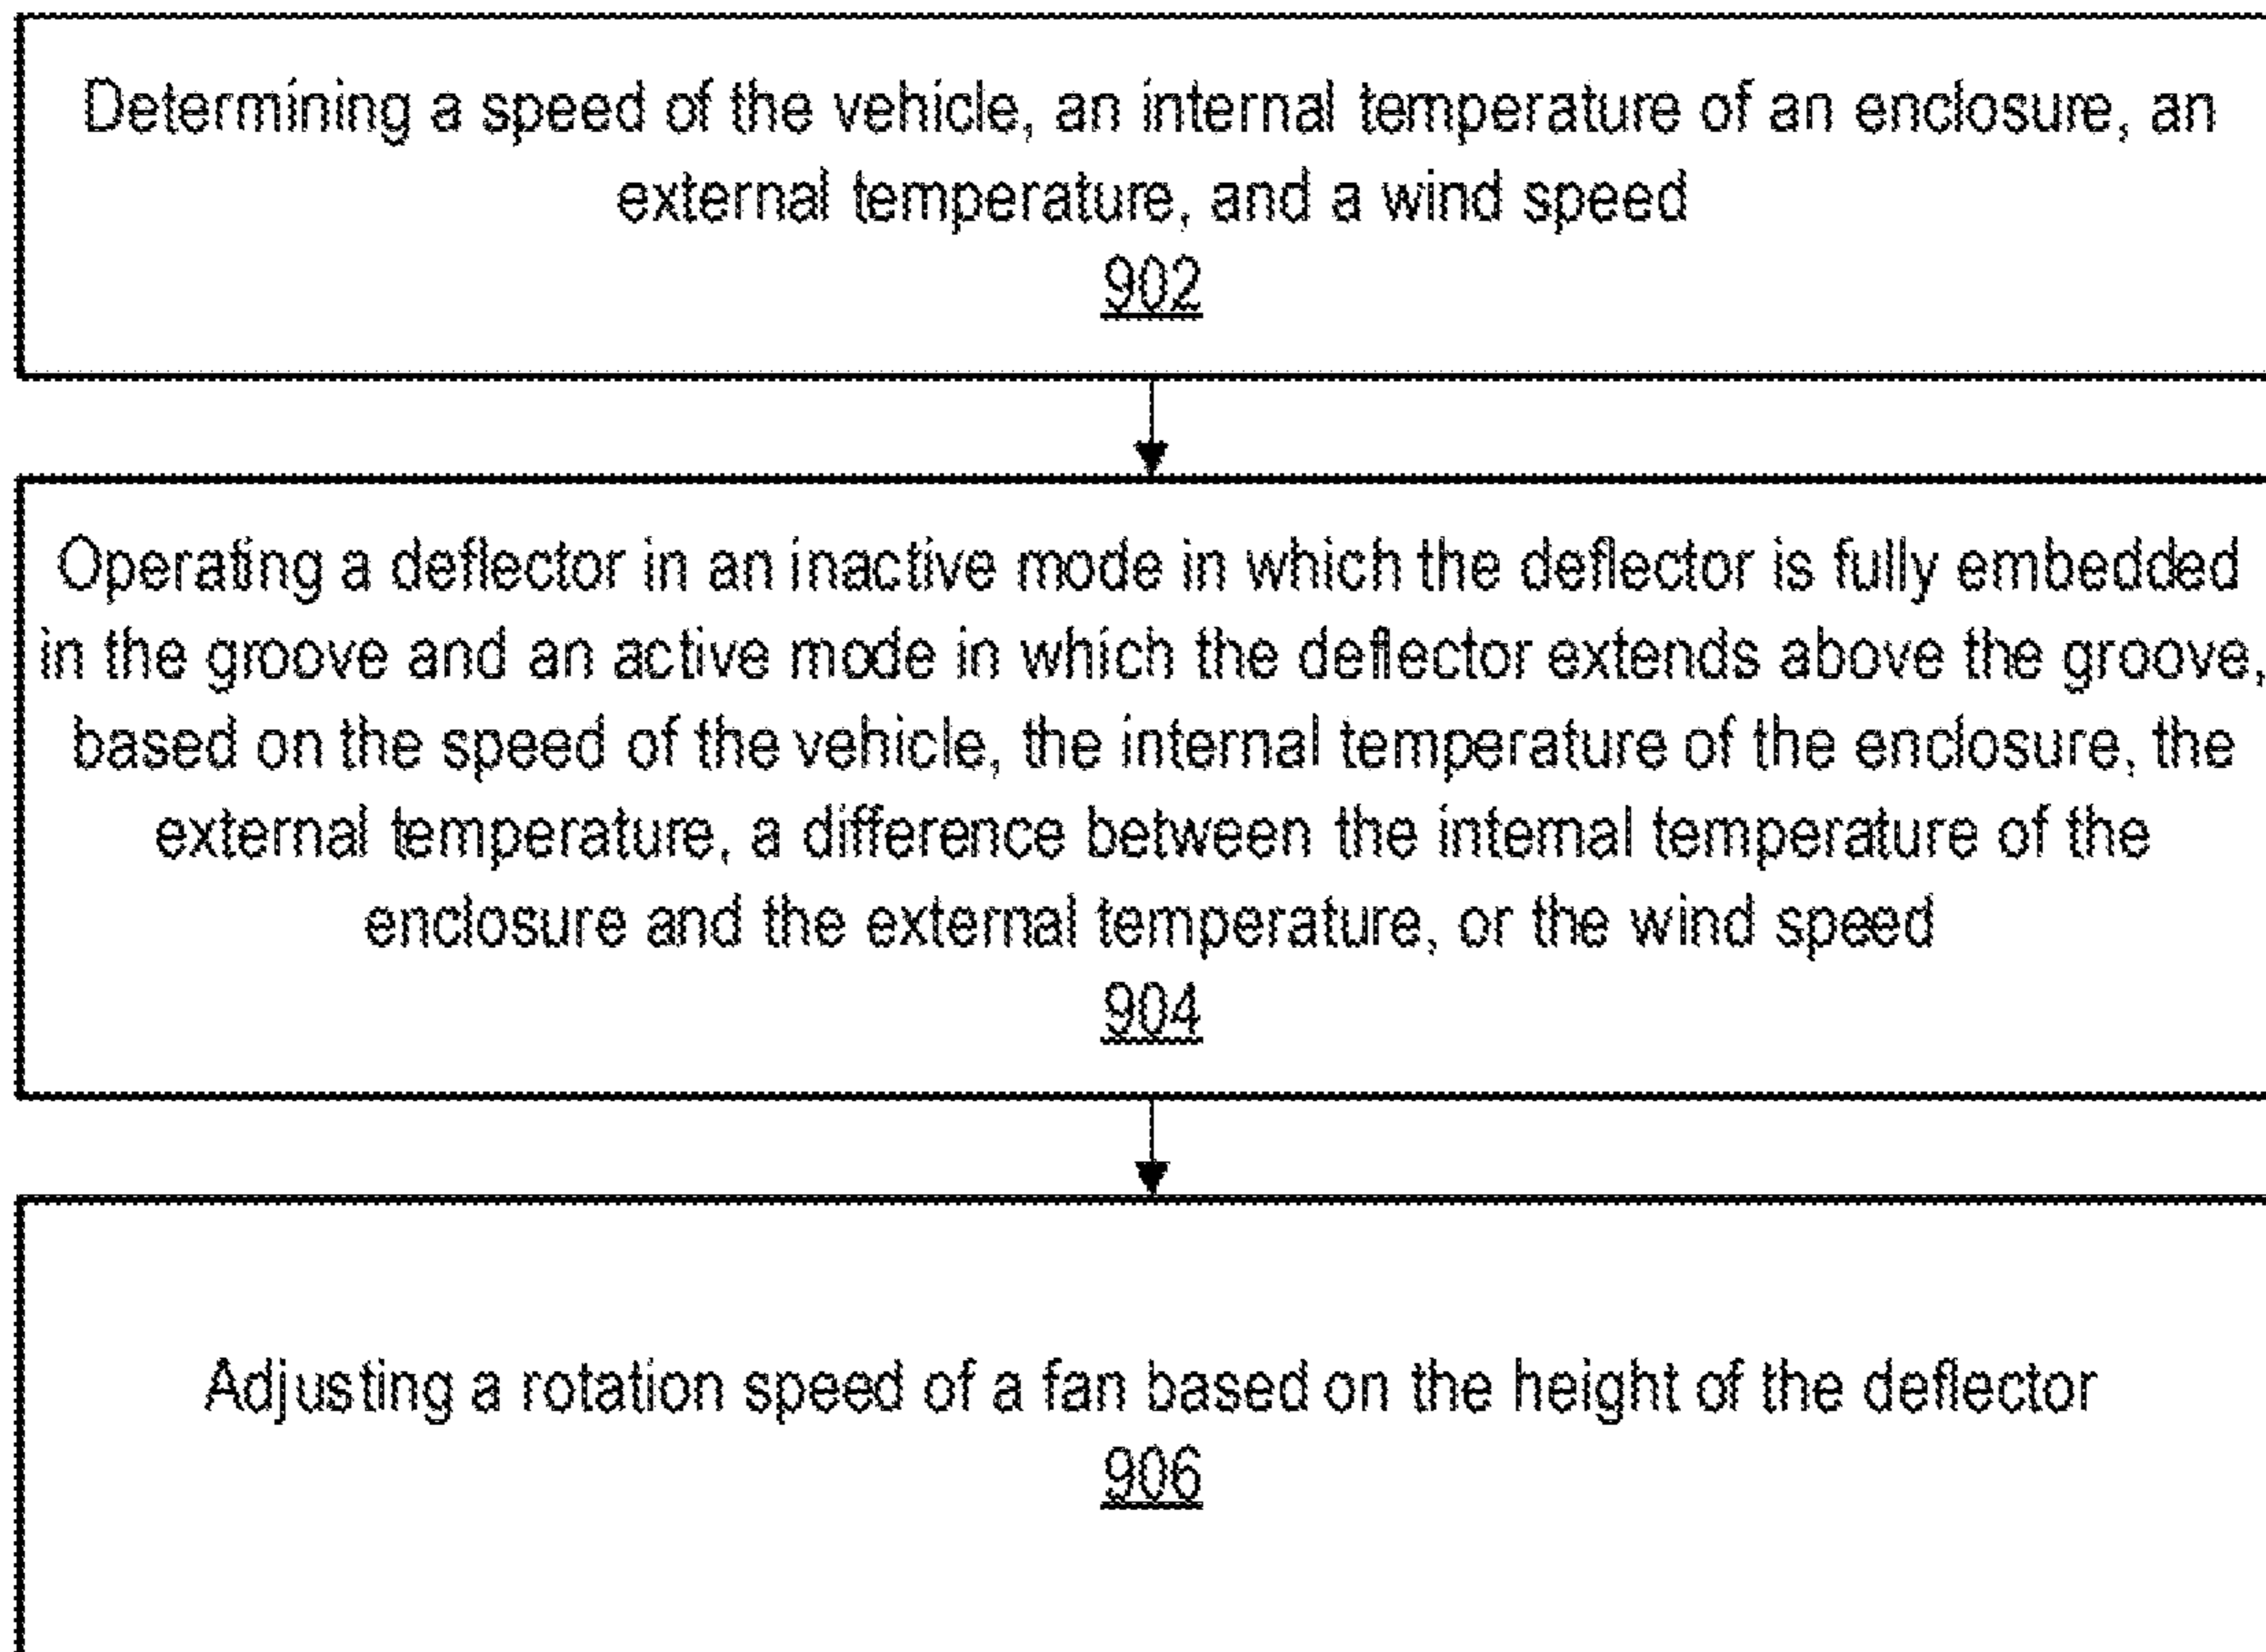 Determining a speed of the vehicle, an internal temperature of an enclosure, an
external temperature, and a wind speed
902
Operating a deflector in an inactive mode in which the deflector is fully embedded
in the groove and an active mode in which the deflector extends above the groove,
based on the speed of the vehicle, the internal temperature of the enclosure, the
external temperature, a difference between the internal temperature of the
enclosure and the external temperature, or the wind speed
904
Adjusting a rotation speed of a fan based on the height of the deflector
906